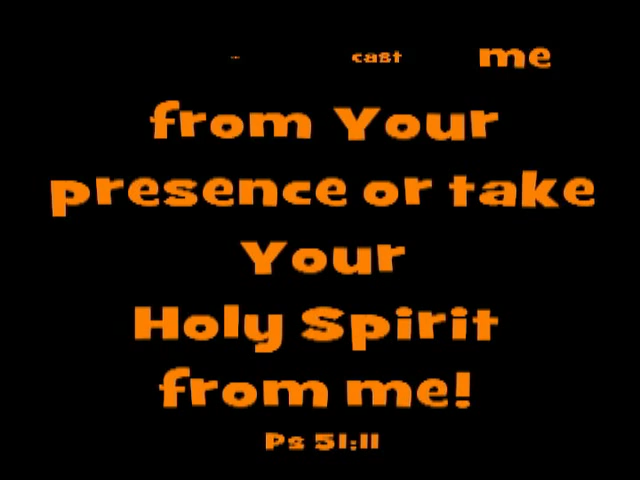 cast me
from Your
presence or take
Your
Holy Spirit
from me!
Ps 51:11